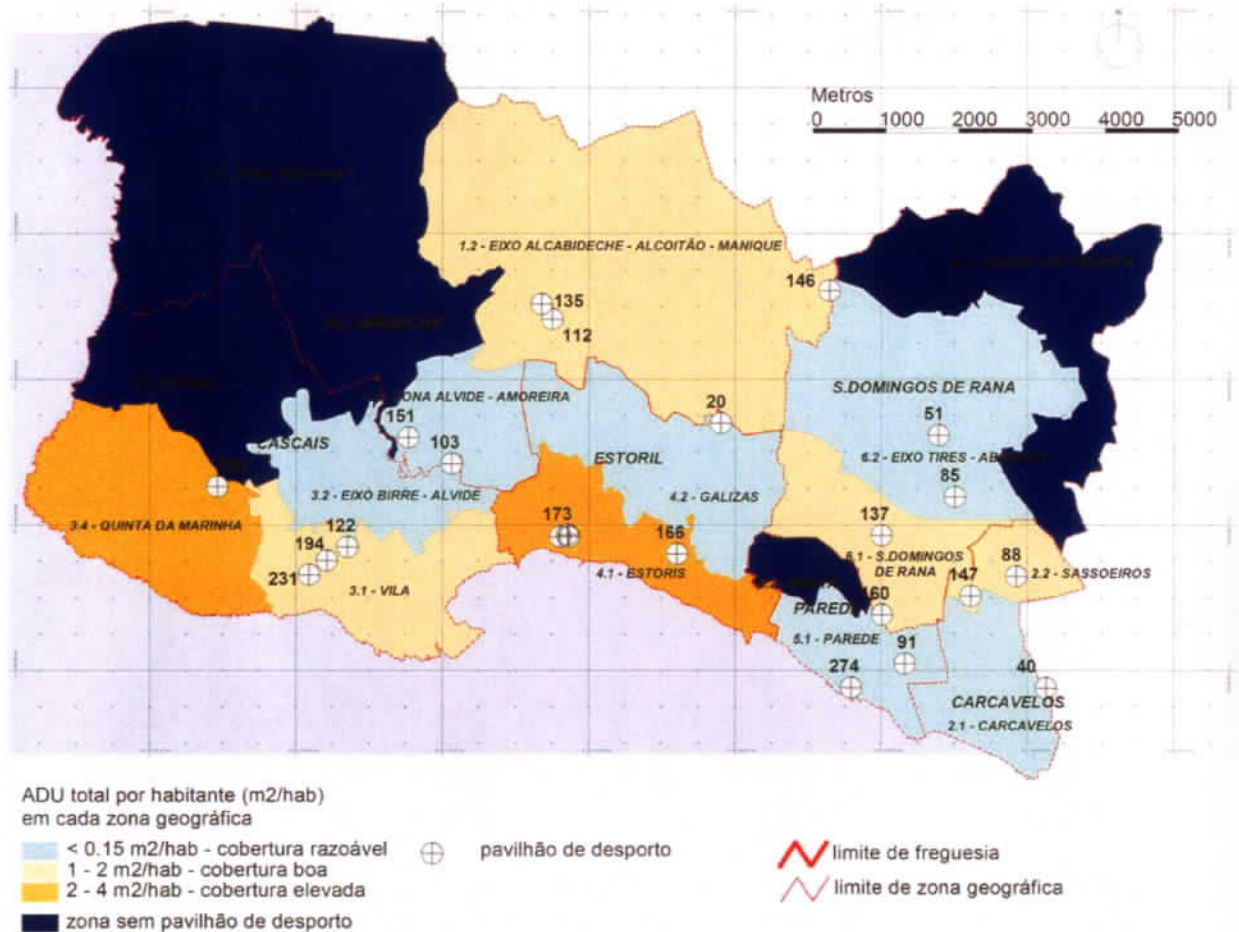 N
Metros
0 1000 2000 3000 4000 5000
1.2 - EIXO ALCABIDECHE - ALCOITÃO - MANIQUE
146
135
112
S.DOMINGOS DE RANA
ZONA ALVIDE - AMOREIRA
151
20
51
CASCAIS
103
ESTORIL
6.2 - EIXO TIRES -
85
3.2 - EIXO BIRRE - ALVIDE
4.2 - GALIZAS
3.4 - QUINTA DA MARINHA
122
173
166
137
194
6.1 - S.DOMINGOS
DE RANA
88
231
4.1 - ESTORIS
147
2.2 - SASSOEIROS
3.1 - VILA
160
PAREDE
5.1 - PAREDE
91
274
40
CARCAVELOS
2.1 - CARCAVELOS
ADU total por habitante (m2/hab)
em cada zona geográfica
< 0.15 m2/hab - cobertura razoável
1 - 2 m2/hab - cobertura boa
2 - 4 m2/hab - cobertura elevada
zona sem pavilhão de desporto
pavilhão de desporto
limite de freguesia
limite de zona geográfica